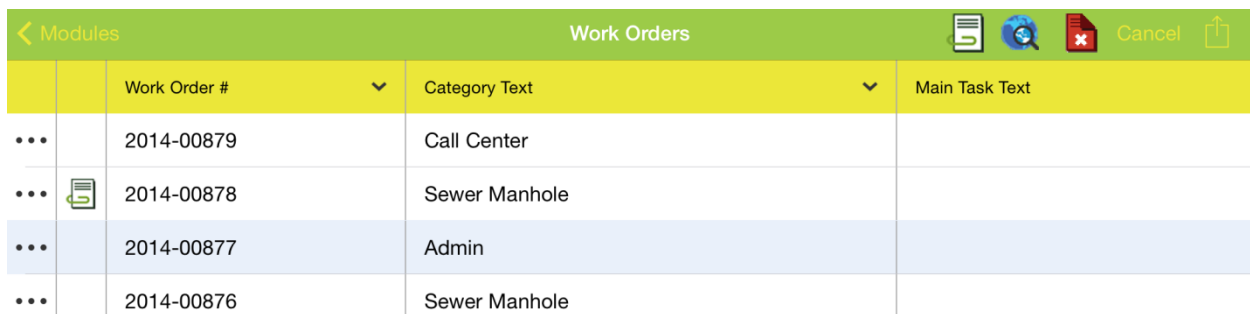 Modules Work Orders Cancel
Work Order # Category Text Main Task Text
2014-00879 Call Center
2014-00878 Sewer Manhole
2014-00877 Admin
2014-00876 Sewer Manhole